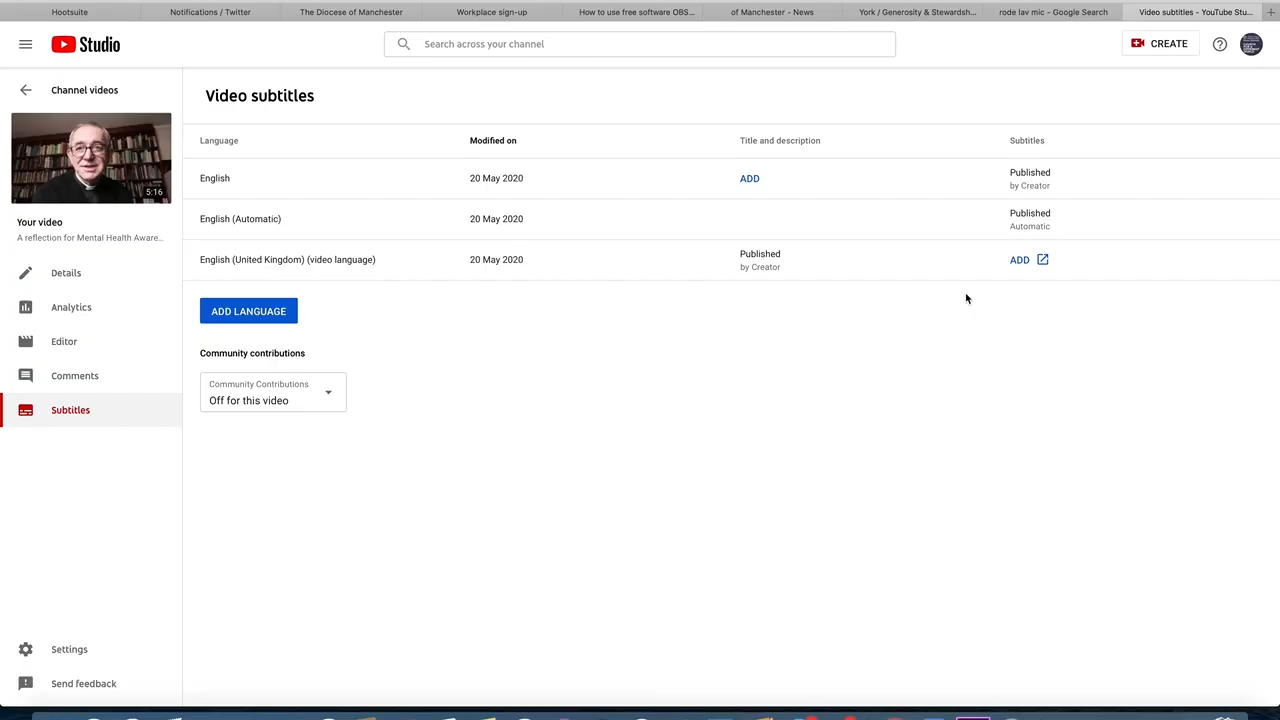 Hootsuite
Notifications / Twitter
The Diocese of Manchester
Workplace sign-up
How to use free software OBS...
of Manchester - News
York / Generosity & Stewardsh...
rode lav mic - Google Search
Video subtitles - YouTube Stu...
Studio
Search across your channel
CREATE
Channel videos
5:16
Your video
A reflection for Mental Health Aware...
Details
Analytics
Editor
Comments
Subtitles
Settings
Send feedback
Video subtitles
Language Modified on Title and description Subtitles
English 20 May 2020 ADD Published
by Creator
English (Automatic) 20 May 2020 Published
Automatic
English (United Kingdom) (video language) 20 May 2020 Published ADD
by Creator
ADD LANGUAGE
Community contributions
Community Contributions
Off for this video